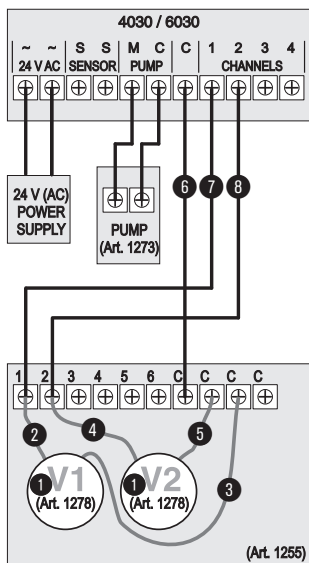 4030 / 6030
~ ~ S S M C C 1 2 3 4
24 V AC SENSOR PUMP CHANNELS
24 V (AC)
POWER
SUPPLY
PUMP
(Art. 1273)
6 7 8
1 2 3 4 5 6 C C C C
2 4 5
1 V1
(Art. 1278)
1 V2
(Art. 1278)
3
(Art. 1255)